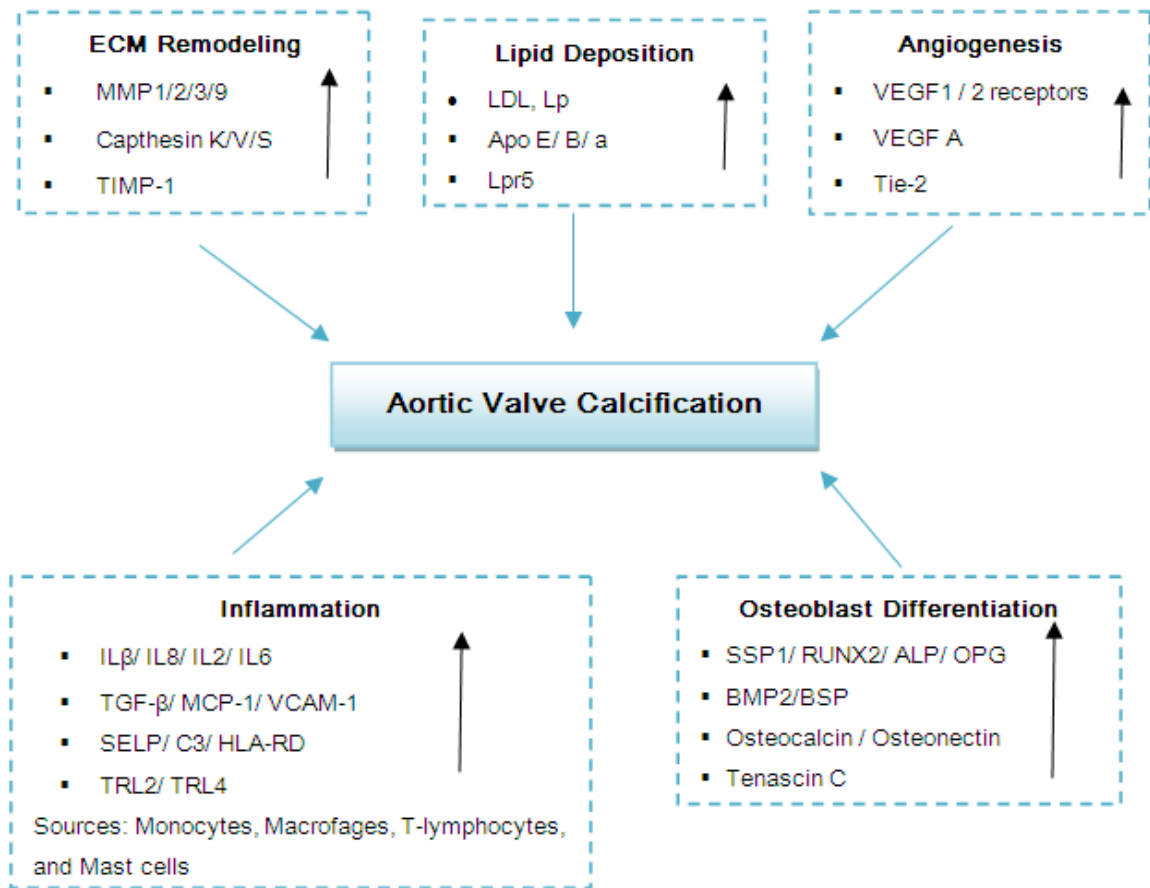 ECM Remodeling
▪ MMP1/2/3/9
▪ Capthesin K/V/S
▪ TIMP-1
Lipid Deposition
• LDL, Lp
▪ Apo E/ B/ a
▪ Lpr5
Angiogenesis
▪ VEGF1 / 2 receptors
▪ VEGF A
▪ Tie-2
Aortic Valve Calcification
Inflammation
▪ ILβ/ IL8/ IL2/ IL6
▪ TGF-β/ MCP-1/ VCAM-1
▪ SELP/ C3/ HLA-RD
▪ TRL2/ TRL4
Sources: Monocytes, Macrofages, T-lymphocytes,
and Mast cells
Osteoblast Differentiation
▪ SSP1/ RUNX2/ ALP/ OPG
▪ BMP2/BSP
▪ Osteocalcin / Osteonectin
▪ Tenascin C